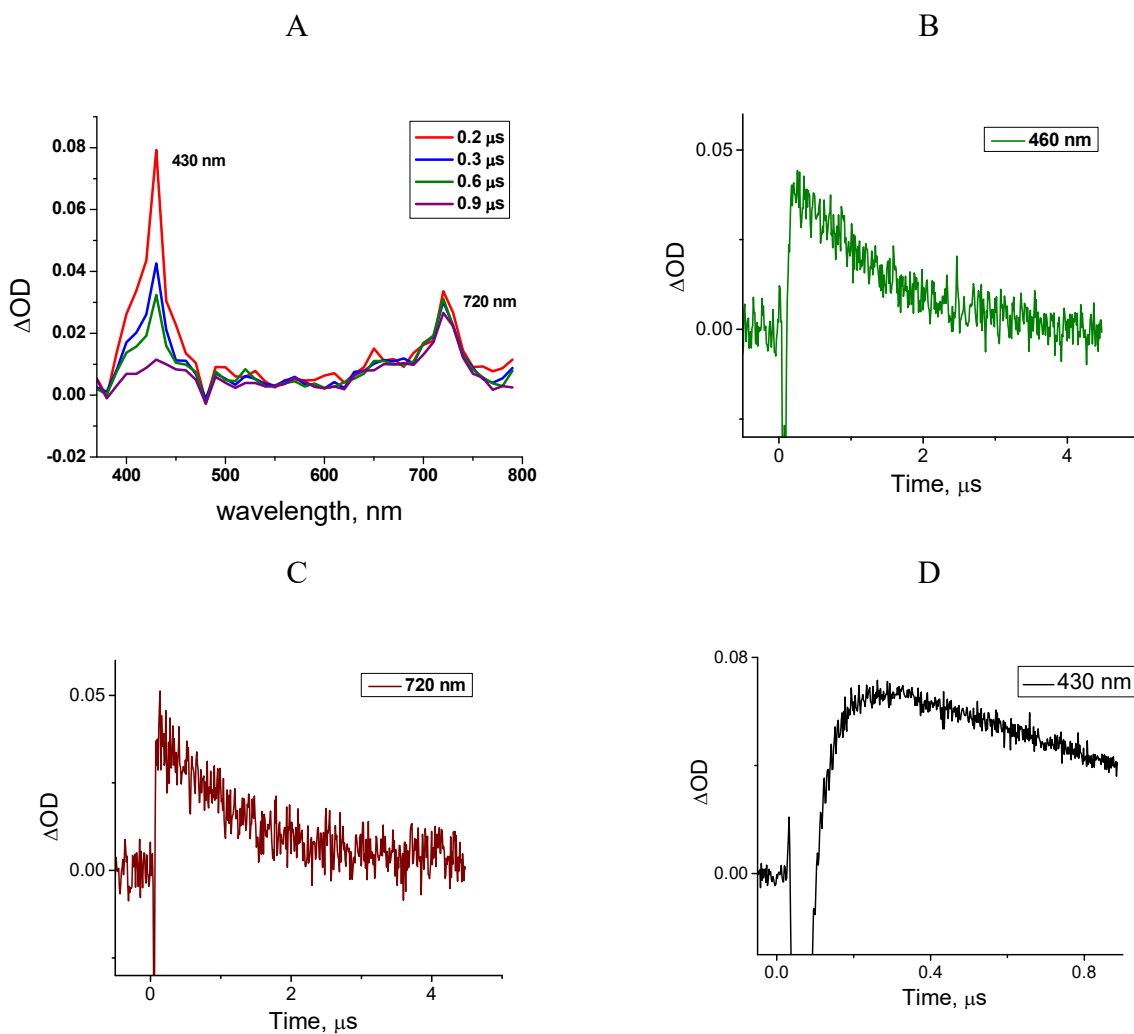 A
0.08
0.06
0.04
0.02
0.00
-0.02
ΔOD
430 nm
720 nm
0.2 μs
0.3 μs
0.6 μs
0.9 μs
400 500 600 700 800
wavelength, nm
B
0.05
0.00
ΔOD
460 nm
0 2 4
Time, μs
C
0.05
0.00
ΔOD
720 nm
0 2 4
Time, μs
D
0.08
0.00
ΔOD
430 nm
0.0 0.4 0.8
Time, μs